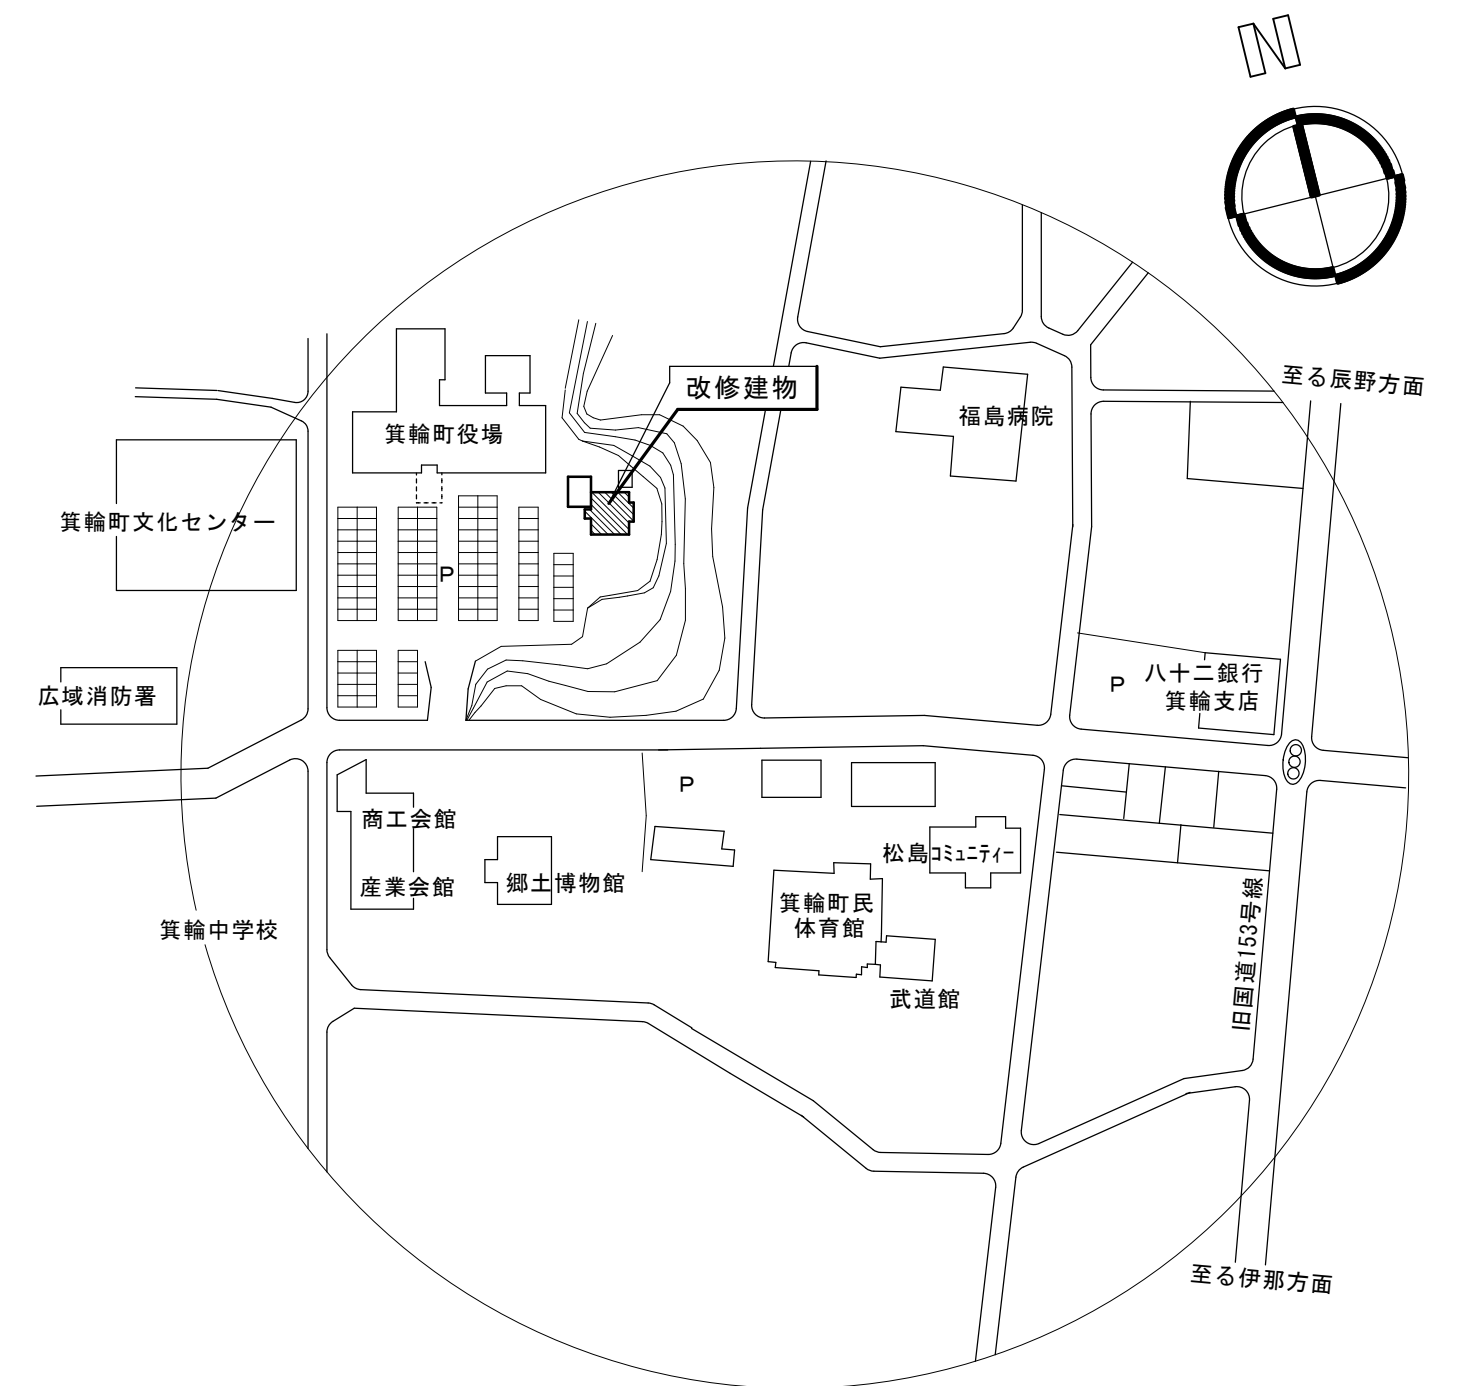 N
至る辰野方面
改修建物
福島病院
箕輪町役場
箕輪町文化センター
P
八十二銀行
P
箕輪支店
広域消防署
P
商工会館
松島コミュニティー
産業会館
郷土博物館
箕輪町民
体育館
箕輪中学校
旧国道153号線
武道館
至る伊那方面